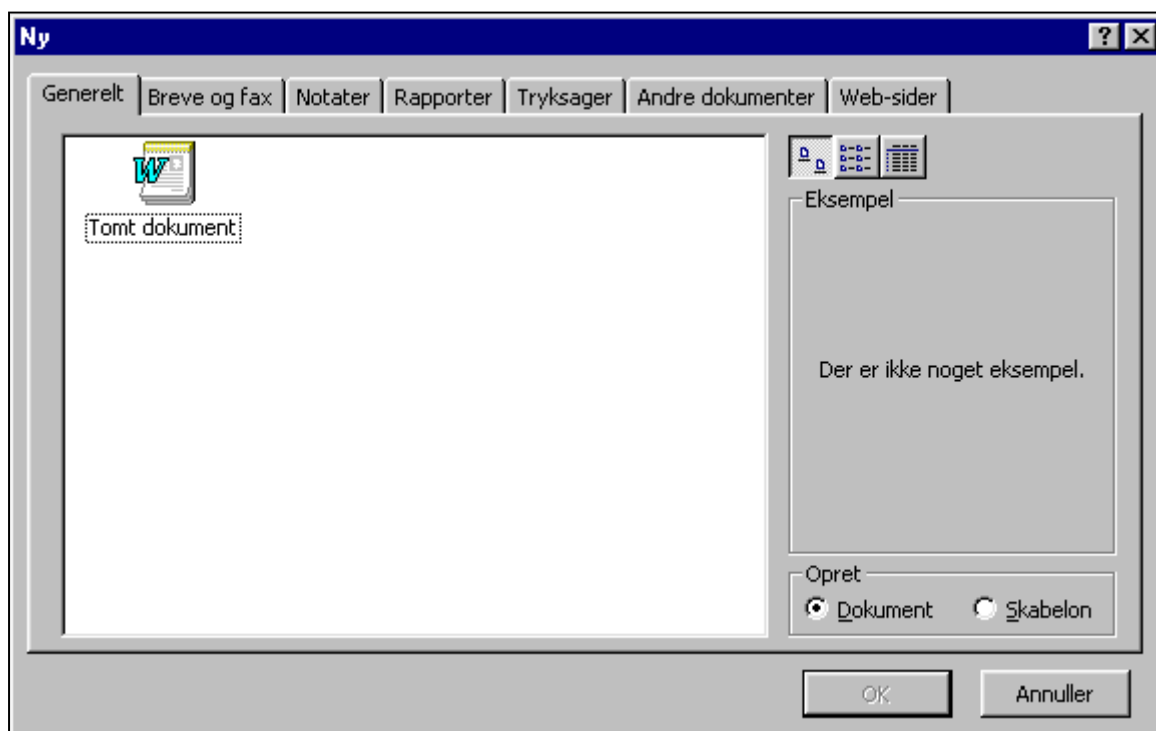 Ny
Generelt Breve og fax Notater Rapporter Tryksager Andre dokumenter Web-sider
Tomt dokument
Eksempel
Der er ikke noget eksempel.
Opret
Dokument Skabelon
OK Annuller